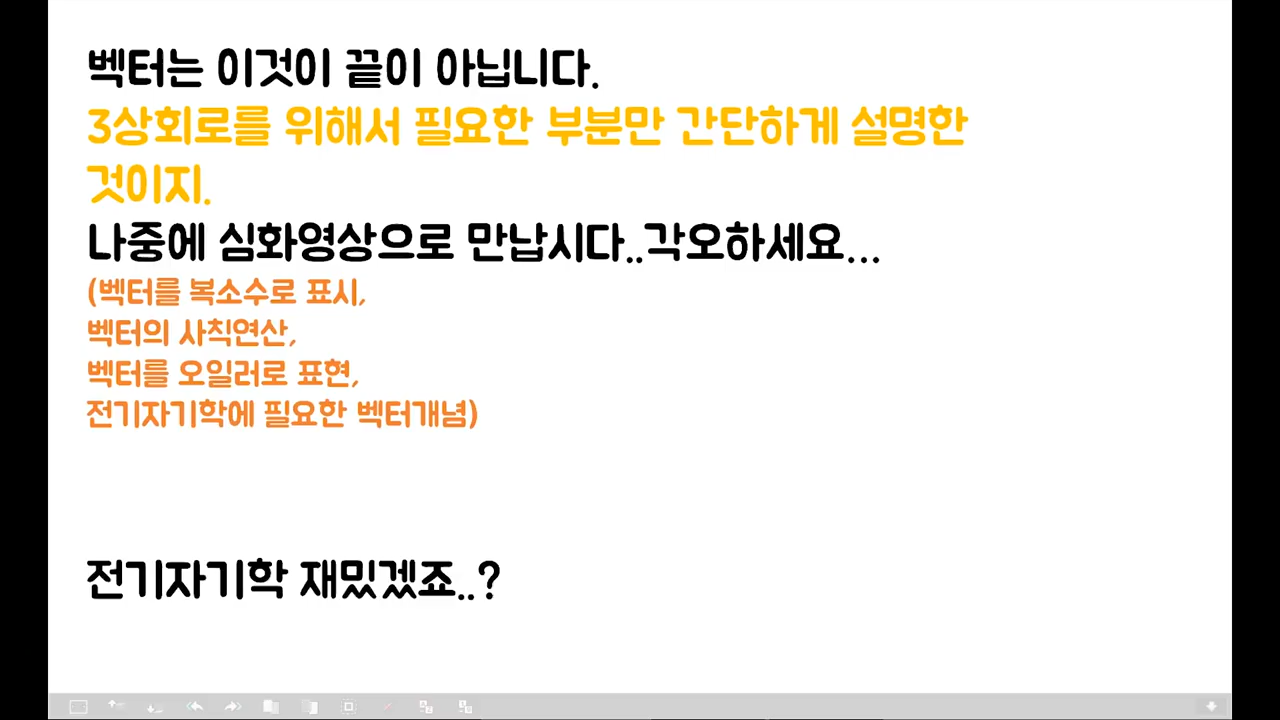 벡터는 이것이 끝이 아닙니다.
3상회로를 위해서 필요한 부분만 간단하게 설명한
것이지.
나중에 심화영상으로 만납시다..각오하세요...
(벡터를 복소수로 표시,
벡터의 사칙연산,
벡터를 오일러로 표현,
전기자기학에 필요한 벡터개념)
전기자기학 재밌겠죠..?